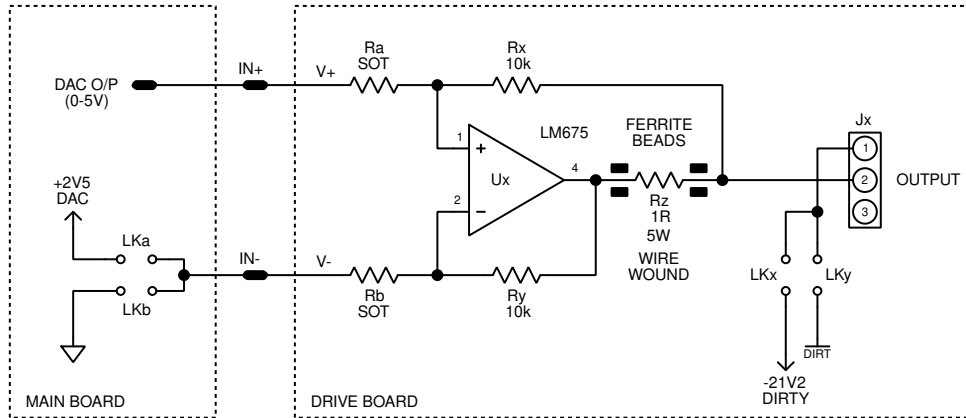 DAC O/P
(0-5V)
IN+
V+
Ra
SOT
Rx
10k
1
+
LM675
Ux
4
2
−
FERRITE
BEADS
Rz
1R
5W
WIRE
WOUND
Jx
1
2
3
OUTPUT
+2V5
DAC
LKa
LKb
IN-
V-
Rb
SOT
Ry
10k
LKx
LKy
DIRT
-21V2
DIRTY
MAIN BOARD
DRIVE BOARD